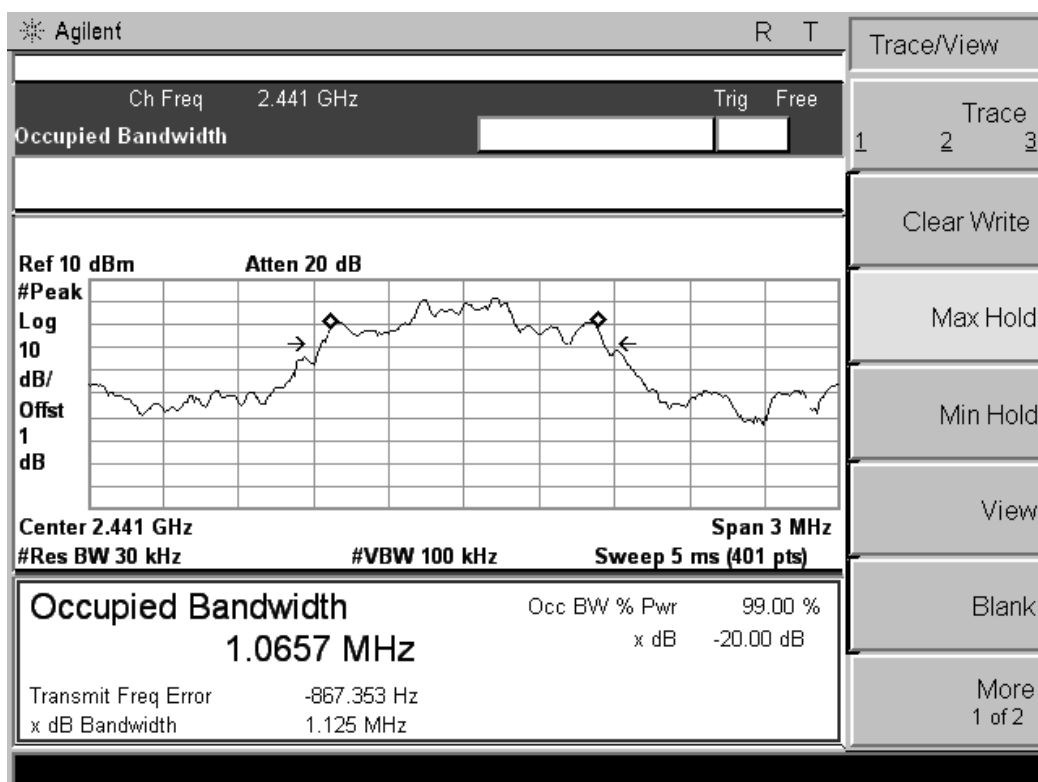 Agilent R T
Trace/View
Ch Freq 2.441 GHz Trig Free
Occupied Bandwidth
Trace
1 2 3
Clear Write
Ref 10 dBm Atten 20 dB
#Peak
Log
10
dB/
Offst
1
dB
Max Hold
Min Hold
Center 2.441 GHz Span 3 MHz
#Res BW 30 kHz #VBW 100 kHz Sweep 5 ms (401 pts)
View
Occupied Bandwidth Occ BW % Pwr 99.00 %
1.0657 MHz x dB -20.00 dB
Transmit Freq Error -867.353 Hz
x dB Bandwidth 1.125 MHz
Blank
More
1 of 2